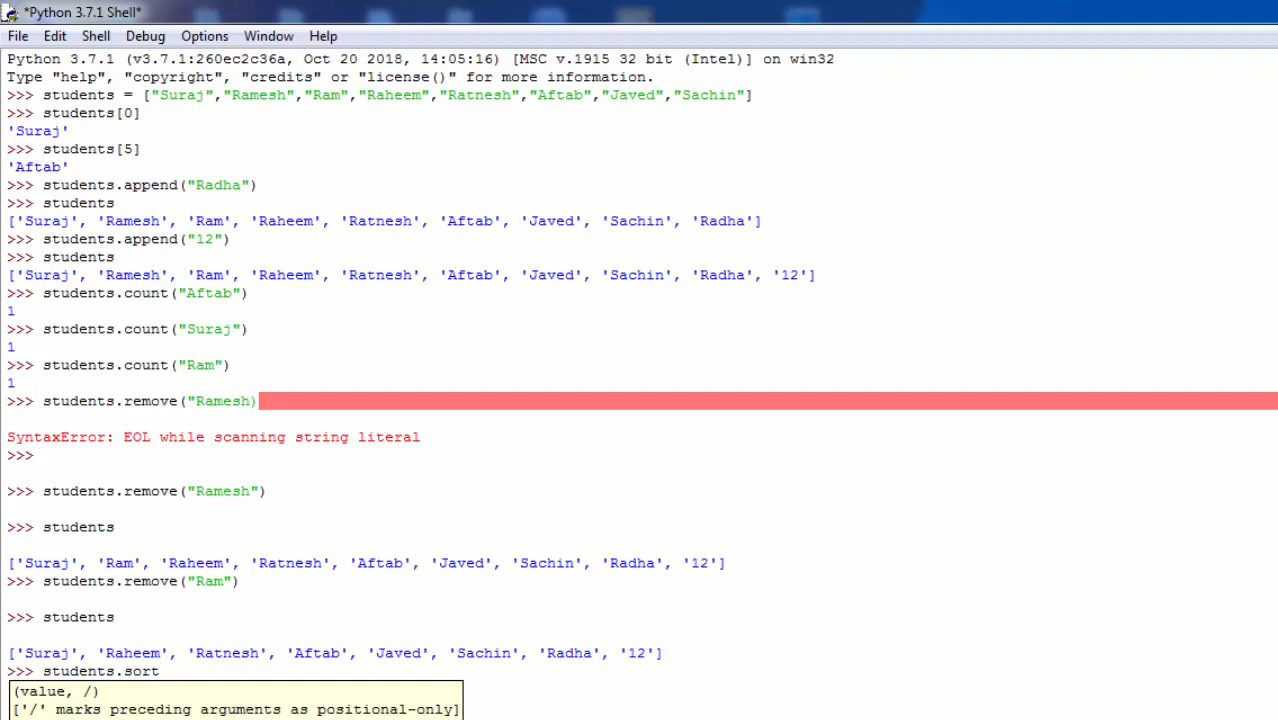 *Python 3.7.1 Shell*
File Edit Shell Debug Options Window Help
Python 3.7.1 (v3.7.1:260ec2c36a, Oct 20 2018, 14:05:16) [MSC v.1915 32 bit (Intel)] on win32
Type "help", "copyright", "credits" or "license()" for more information.
>>> students = ["Suraj","Ramesh","Ram","Raheem","Ratnesh","Aftab","Javed","Sachin"]
>>> students[0]
'Suraj'
>>> students[5]
'Aftab'
>>> students.append("Radha")
>>> students
['Suraj', 'Ramesh', 'Ram', 'Raheem', 'Ratnesh', 'Aftab', 'Javed', 'Sachin', 'Radha']
>>> students.append("12")
>>> students
['Suraj', 'Ramesh', 'Ram', 'Raheem', 'Ratnesh', 'Aftab', 'Javed', 'Sachin', 'Radha', '12']
>>> students.count("Aftab")
1
>>> students.count("Suraj")
1
>>> students.count("Ram")
1
>>> students.remove("Ramesh)
SyntaxError: EOL while scanning string literal
>>>
>>> students.remove("Ramesh")
>>> students
['Suraj', 'Ram', 'Raheem', 'Ratnesh', 'Aftab', 'Javed', 'Sachin', 'Radha', '12']
>>> students.remove("Ram")
>>> students
['Suraj', 'Raheem', 'Ratnesh', 'Aftab', 'Javed', 'Sachin', 'Radha', '12']
>>> students.sort
(value, /)
['/' marks preceding arguments as positional-only]